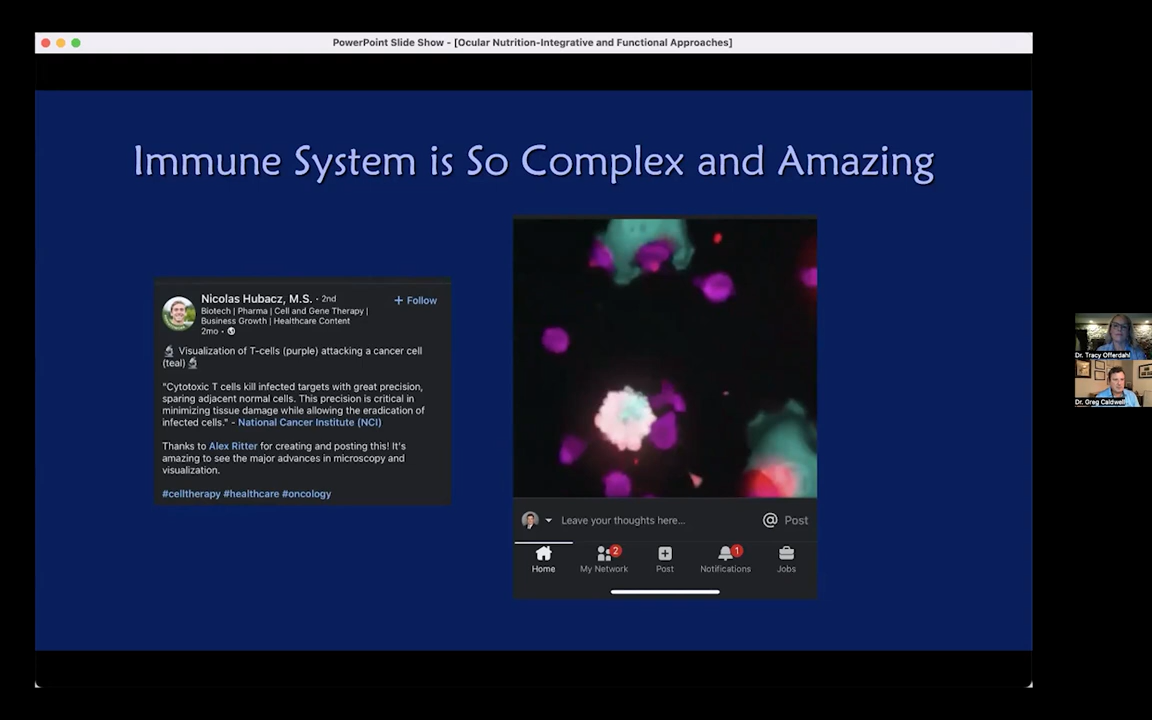 PowerPoint Slide Show - [Ocular Nutrition-Integrative and Functional Approaches]
Immune System is So Complex and Amazing
Nicolas Hubacz, M.S. · 2nd
+ Follow
Biotech | Pharma | Cell and Gene Therapy |
Business Growth | Healthcare Content
2mo •
Visualization of T-cells (purple) attacking a cancer cell
(teal)
"Cytotoxic T cells kill infected targets with great precision,
sparing adjacent normal cells. This precision is critical in
minimizing tissue damage while allowing the eradication of
infected cells." - National Cancer Institute (NCI)
Thanks to Alex Ritter for creating and posting this! It's
amazing to see the major advances in microscopy and
visualization.
#celltherapy #healthcare #oncology
Leave your thoughts here...
@ Post
2
1
Home My Network Post Notifications Jobs
Dr. Tracy Offerdahl
Dr. Greg Caldwell